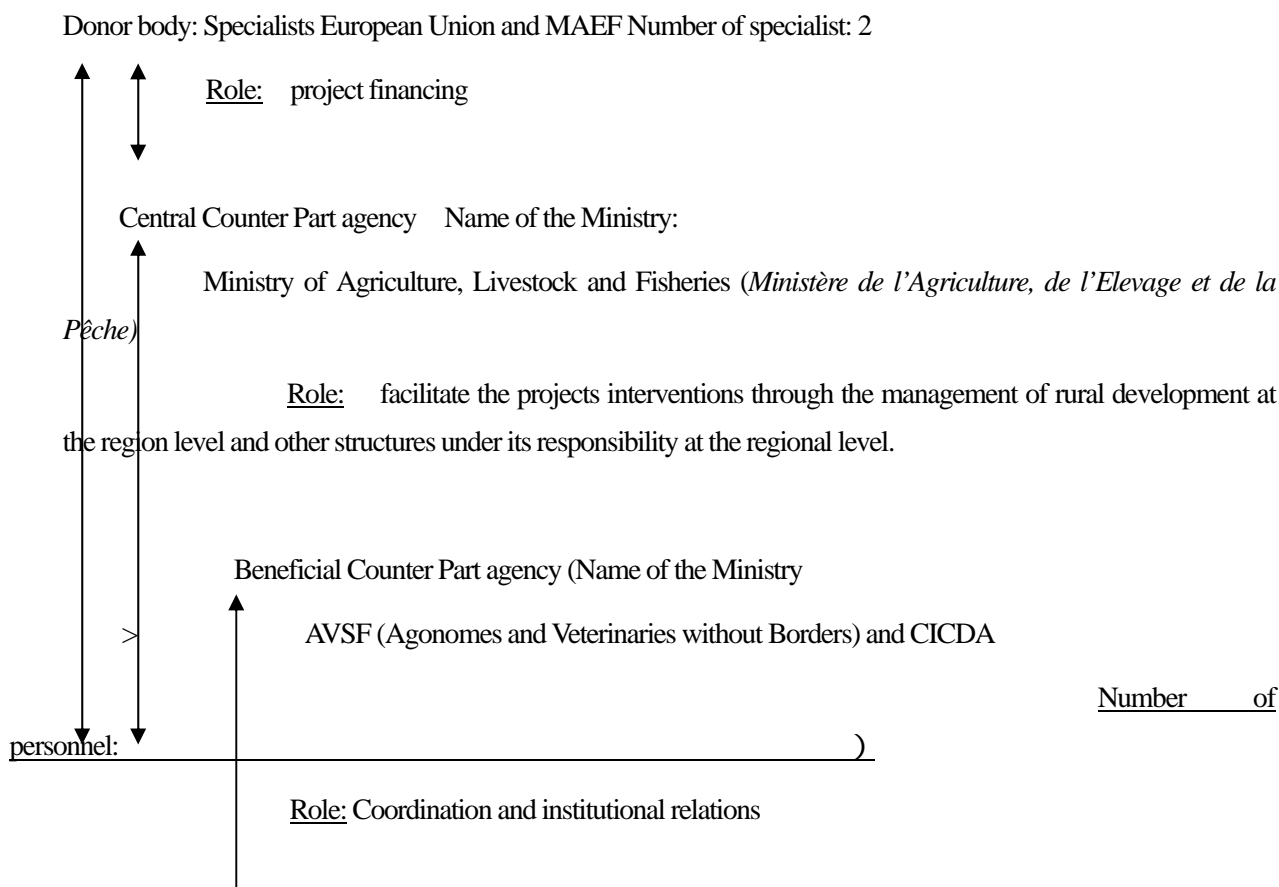 Donor body: Specialists European Union and MAEF Number of specialist: 2
Role: project financing
Central Counter Part agency Name of the Ministry:
Ministry of Agriculture, Livestock and Fisheries (Ministère de l'Agriculture, de l'Elevage et de la
Pêche)
Role: facilitate the projects interventions through the management of rural development at
the region level and other structures under its responsibility at the regional level.
Beneficial Counter Part agency (Name of the Ministry
> AVSF (Agonomes and Veterinaries without Borders) and CICDA
Number of
personnel: )
Role: Coordination and institutional relations